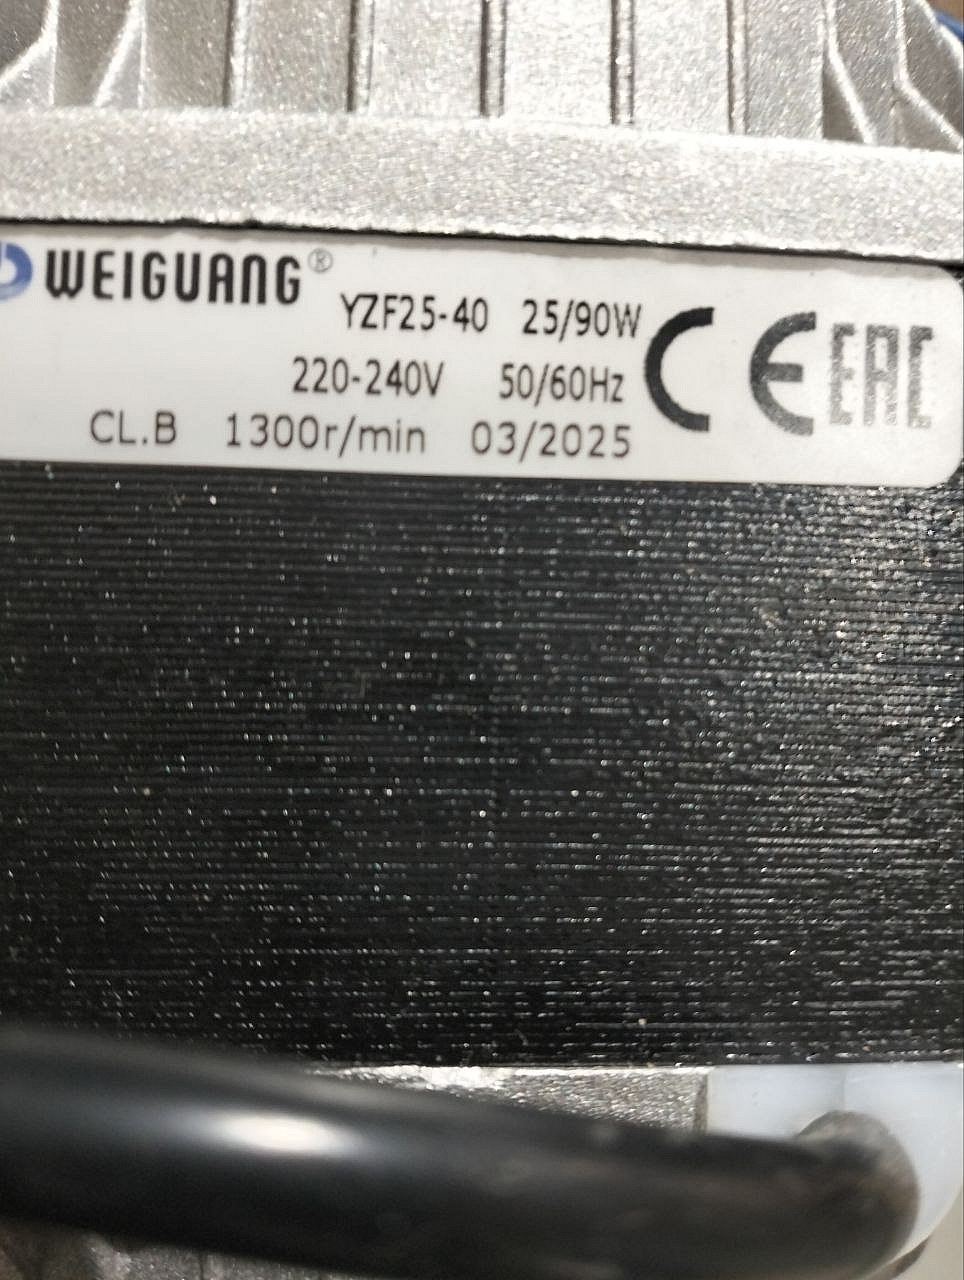 WEIGUANG®
YZF25-40 25/90W
220-240V 50/60Hz
CL.B 1300r/min 03/2025
CE EAC